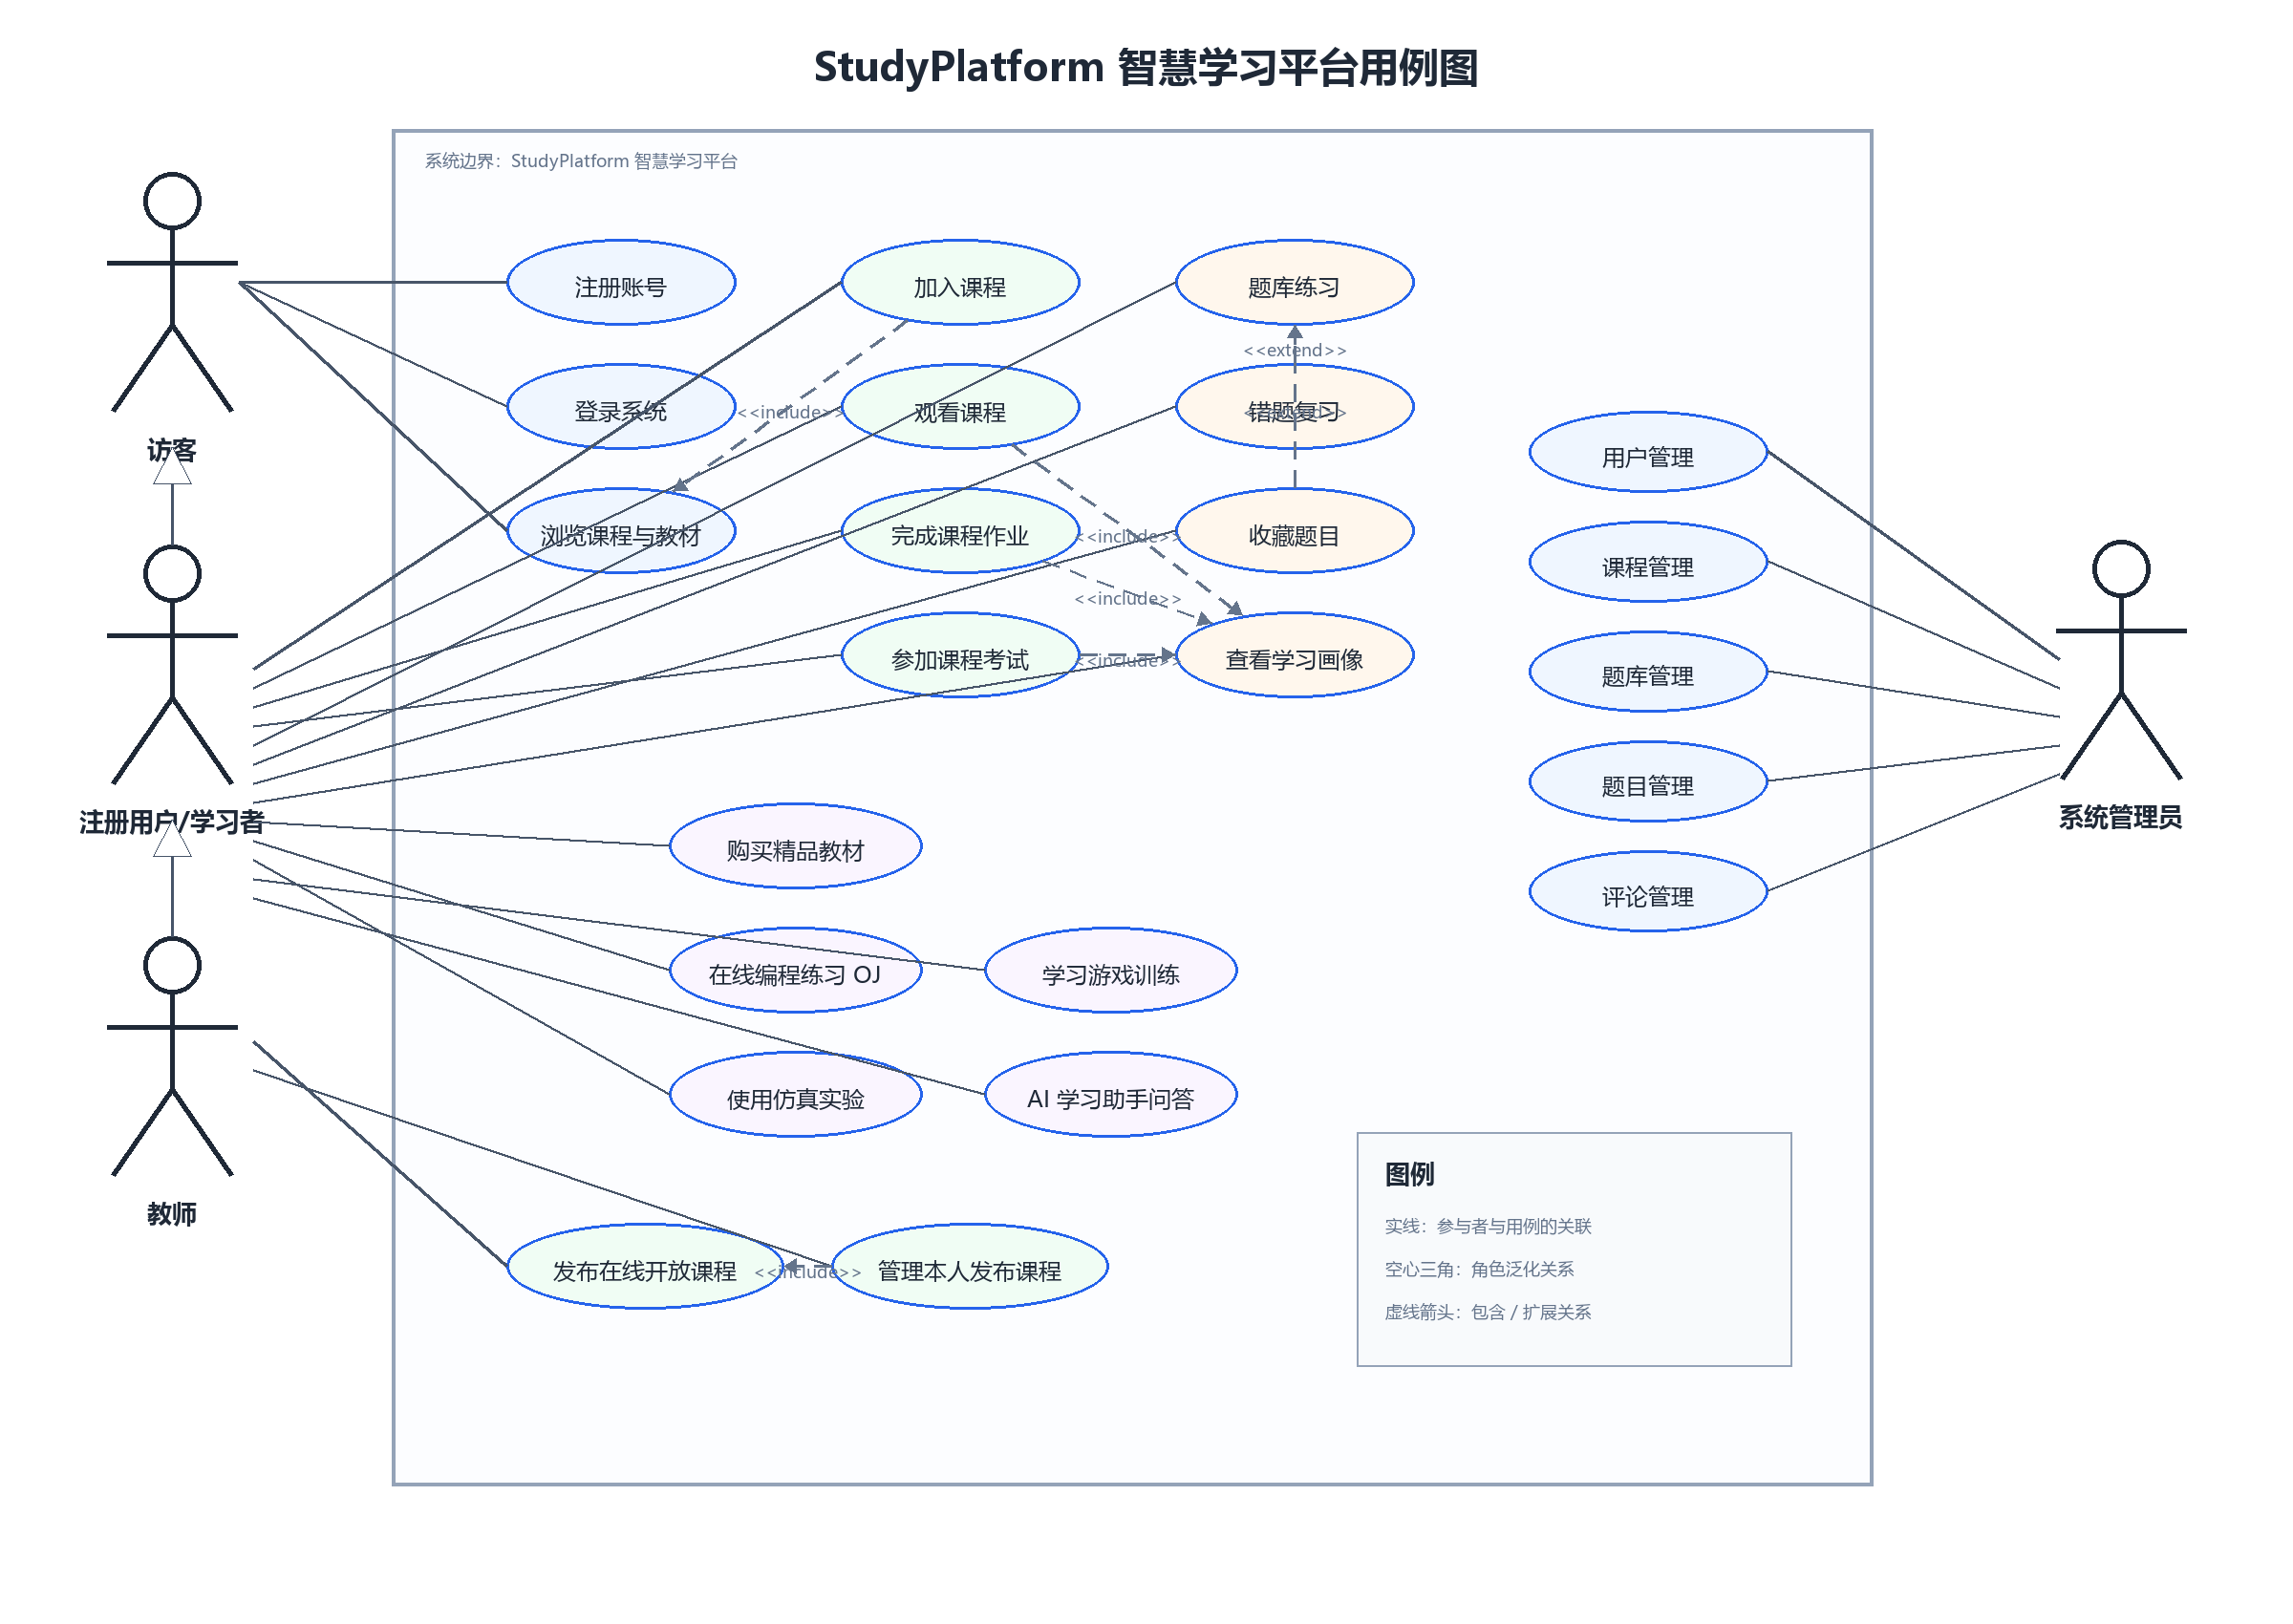 StudyPlatform 智慧学习平台用例图
系统边界：StudyPlatform 智慧学习平台
注册账号
加入课程
题库练习
<<extend>>
登录系统
<<include>>
观看课程
错题复习
访客
用户管理
浏览课程与教材
完成课程作业
<<include>>
收藏题目
课程管理
<<include>>
参加课程考试
<<include>>
查看学习画像
题库管理
题目管理
注册用户/学习者
系统管理员
购买精品教材
评论管理
在线编程练习 OJ
学习游戏训练
使用仿真实验
AI 学习助手问答
教师
发布在线开放课程
<<include>>
管理本人发布课程
图例
实线：参与者与用例的关联
空心三角：角色泛化关系
虚线箭头：包含 / 扩展关系